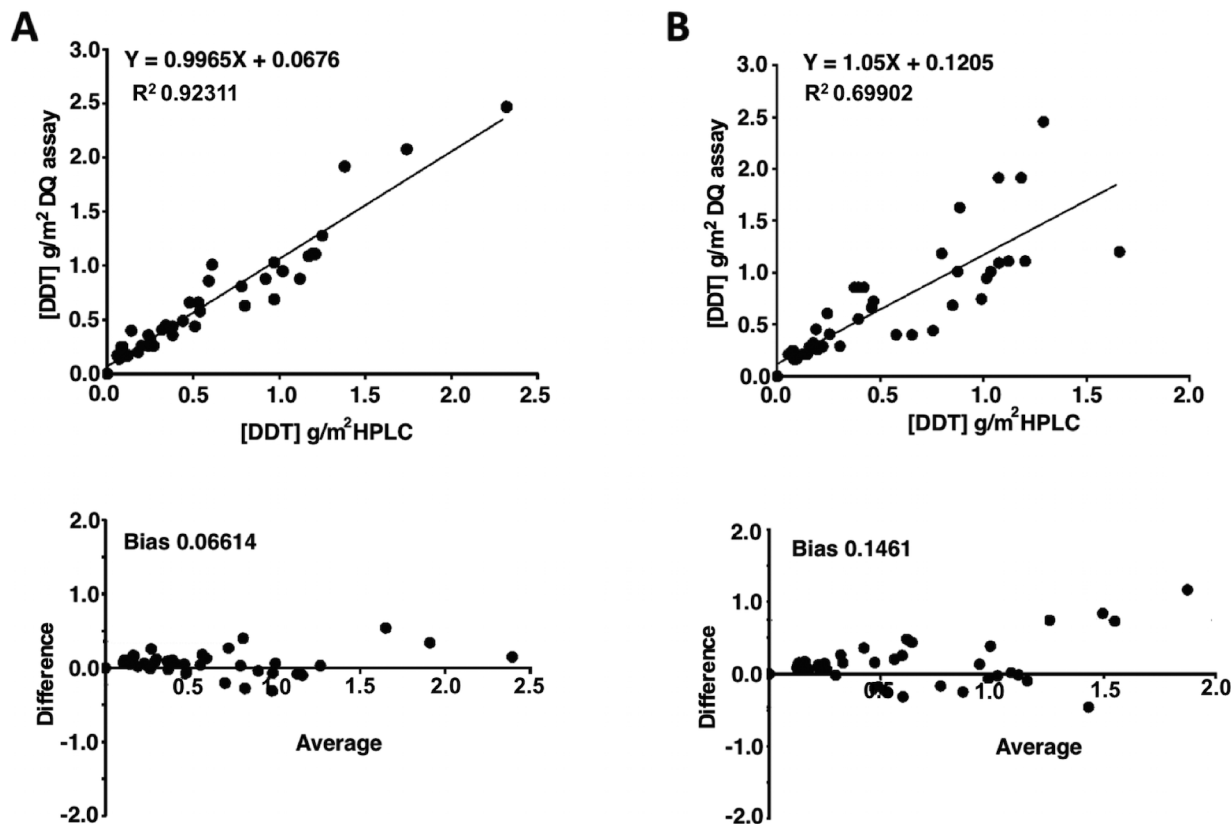 A
Y = 0.9965X + 0.0676
R² 0.92311
[DDT] g/m² DQ assay
3.0
2.5
2.0
1.5
1.0
0.5
0.0
0.0 0.5 1.0 1.5 2.0 2.5
[DDT] g/m²HPLC
B
Y = 1.05X + 0.1205
R² 0.69902
[DDT] g/m² DQ assay
3.0
2.5
2.0
1.5
1.0
0.5
0.0
0.0 0.5 1.0 1.5 2.0
[DDT] g/m²HPLC
Bias 0.06614
Difference
2.0
1.0
0.0
-1.0
-2.0
0.5 1.0 1.5 2.0 2.5
Average
Bias 0.1461
Difference
2.0
1.0
0.0
-1.0
-2.0
0.5 1.0 1.5 2.0
Average